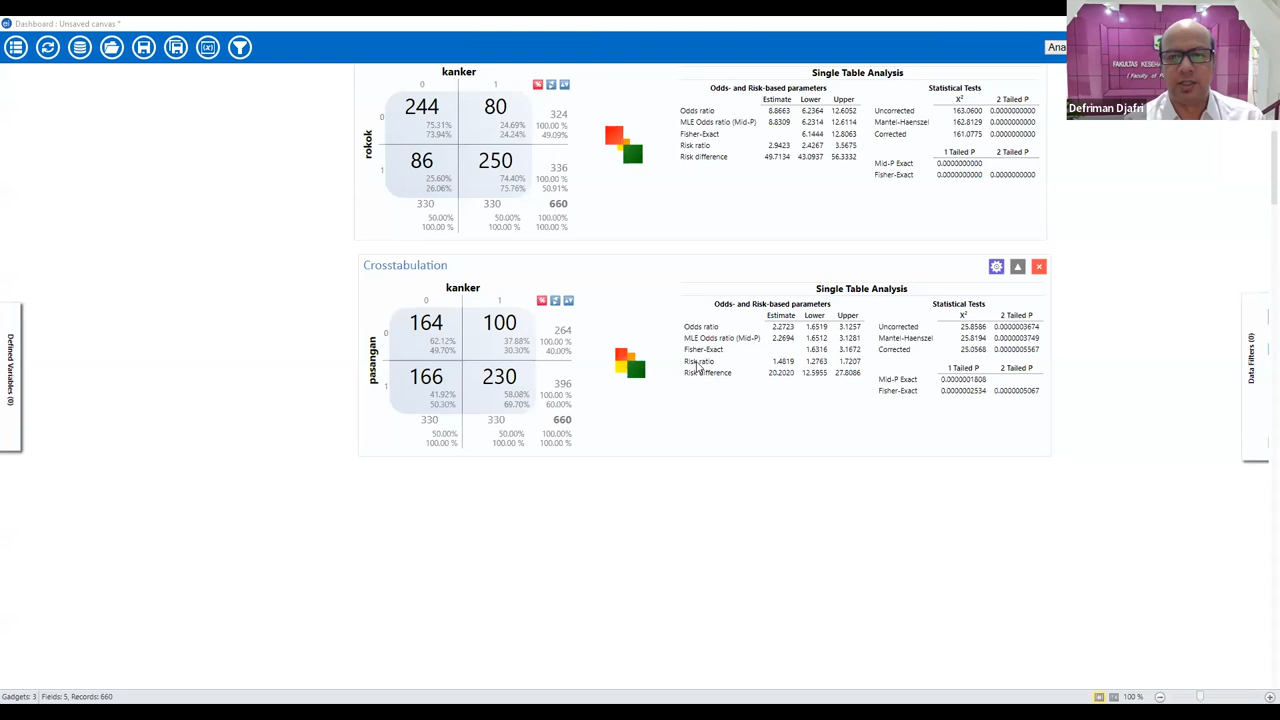 Dashboard : Unsaved canvas *
Ana
FAKULTAS KESEHA
(Faculty of P
Defriman Djafri
kanker
0 1
rokok
0 244 80 324
75.31% 24.69% 100.00 %
73.94% 24.24% 49.09%
1 86 250 336
25.60% 74.40% 100.00 %
26.06% 75.76% 50.91%
330 330 660
50.00% 50.00% 100.00%
100.00 % 100.00 % 100.00 %
Single Table Analysis
Odds- and Risk-based parameters
Estimate Lower Upper
Odds ratio 8.8663 6.2364 12.6052
MLE Odds ratio (Mid-P) 8.8309 6.2314 12.6114
Fisher-Exact 6.1444 12.8063
Risk ratio 2.9423 2.4267 3.5675
Risk difference 49.7134 43.0937 56.3332
Statistical Tests
X² 2 Tailed P
Uncorrected 163.0600 0.0000000000
Mantel-Haenszel 162.8129 0.0000000000
Corrected 161.0775 0.0000000000
1 Tailed P 2 Tailed P
Mid-P Exact 0.0000000000
Fisher-Exact 0.0000000000 0.0000000000
Crosstabulation
kanker
0 1
pasangan
0 164 100 264
62.12% 37.88% 100.00 %
49.70% 30.30% 40.00%
1 166 230 396
41.92% 58.08% 100.00 %
50.30% 69.70% 60.00%
330 330 660
50.00% 50.00% 100.00%
100.00 % 100.00 % 100.00 %
Single Table Analysis
Odds- and Risk-based parameters
Estimate Lower Upper
Odds ratio 2.2723 1.6519 3.1257
MLE Odds ratio (Mid-P) 2.2694 1.6512 3.1281
Fisher-Exact 1.6316 3.1672
Risk ratio 1.4819 1.2763 1.7207
Risk difference 20.2020 12.5955 27.8086
Statistical Tests
X² 2 Tailed P
Uncorrected 25.8586 0.0000003674
Mantel-Haenszel 25.8194 0.0000003749
Corrected 25.0568 0.0000005567
1 Tailed P 2 Tailed P
Mid-P Exact 0.0000001808
Fisher-Exact 0.0000002534 0.0000005067
Defined Variables (0)
Data Filters (0)
Gadgets: 3 Fields: 5, Records: 660
100 %